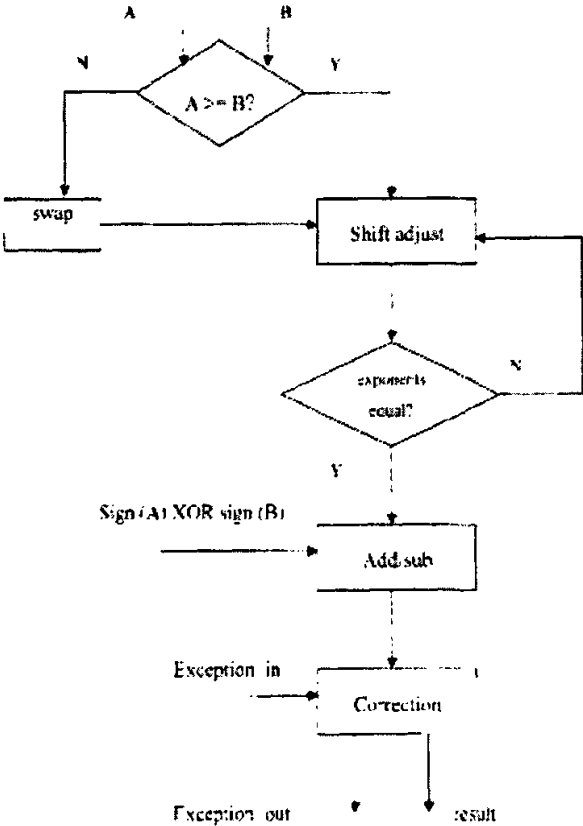 A B
N Y
A >= B?
swap
Shift adjust
N
exponents
equal?
Y
Sign (A) XOR sign (B)
Add/sub
Exception in
Correction
Exception out result